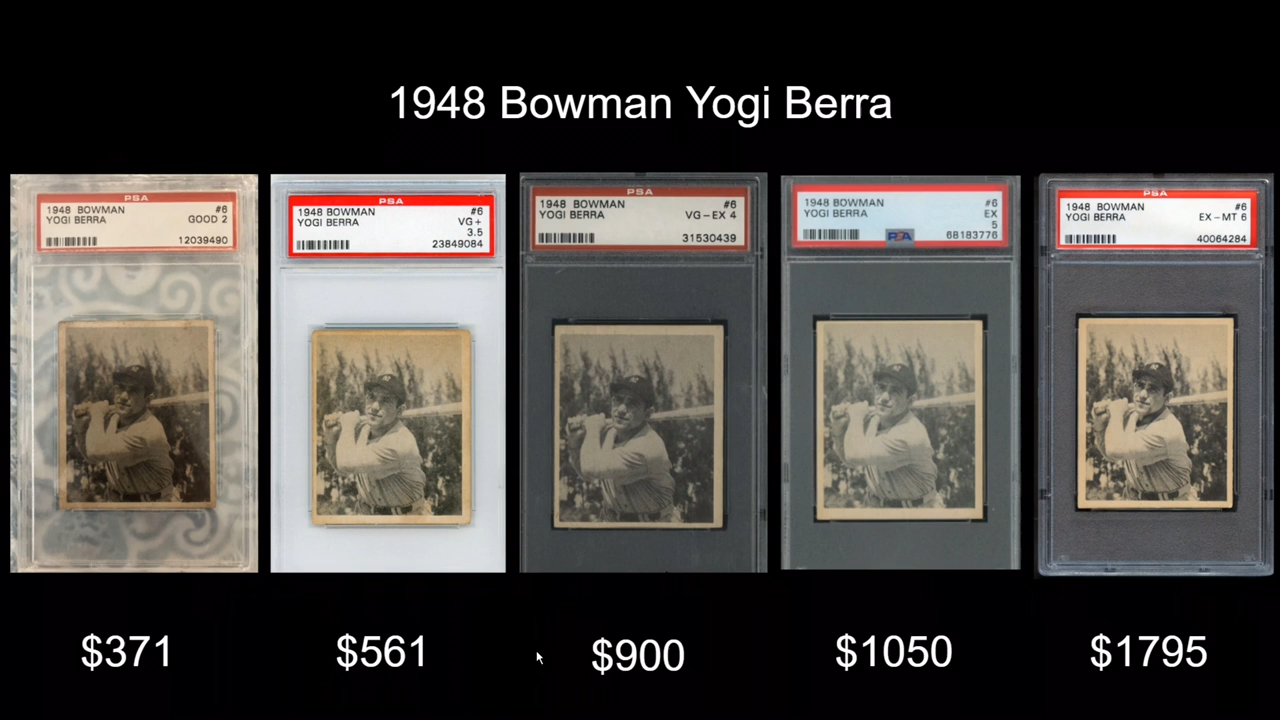 1948 Bowman Yogi Berra
PSA
1948 BOWMAN #6
YOGI BERRA GOOD 2
12039490
PSA
1948 BOWMAN #6
YOGI BERRA VG+
3.5
23849084
PSA
1948 BOWMAN #6
YOGI BERRA VG-EX 4
31530439
1948 BOWMAN #6
YOGI BERRA EX
5
PSA 68183776
PSA
1948 BOWMAN #6
YOGI BERRA EX-MT 6
40064284
$371
$561
$900
$1050
$1795